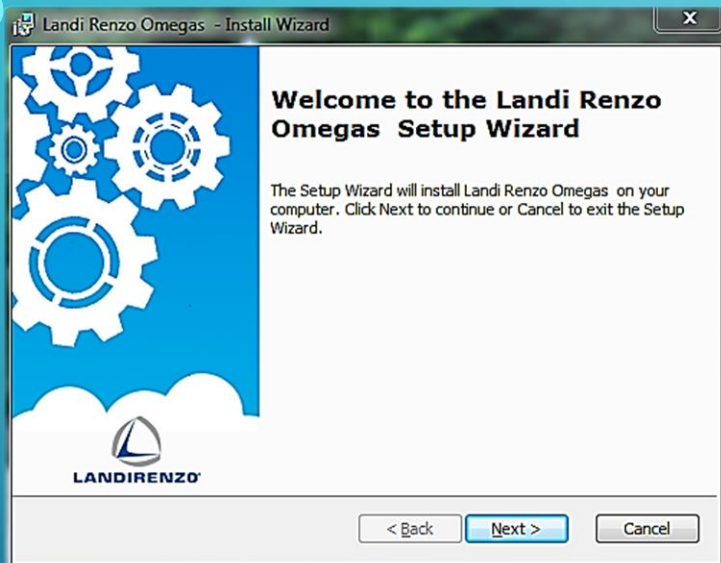 Landi Renzo Omegas - Install Wizard
x
Welcome to the Landi Renzo
Omegas Setup Wizard
The Setup Wizard will install Landi Renzo Omegas on your
computer. Click Next to continue or Cancel to exit the Setup
Wizard.
LANDIRENZO
< Back Next > Cancel